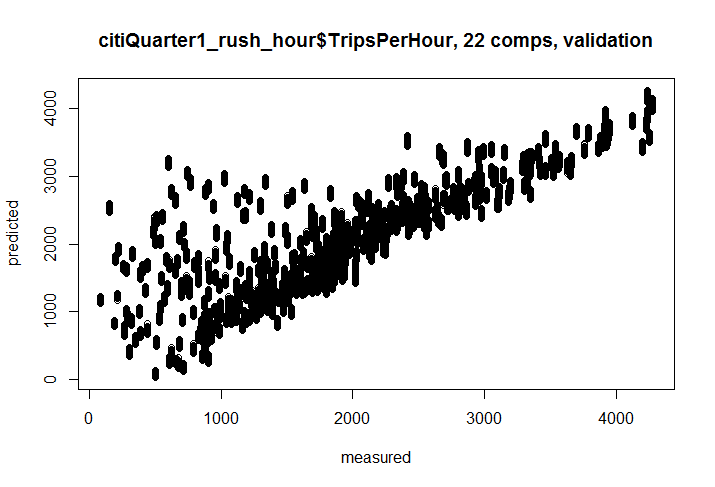 citiQuarter1_rush_hour$TripsPerHour, 22 comps, validation
predicted
4000
3000
2000
1000
0
0 1000 2000 3000 4000
measured